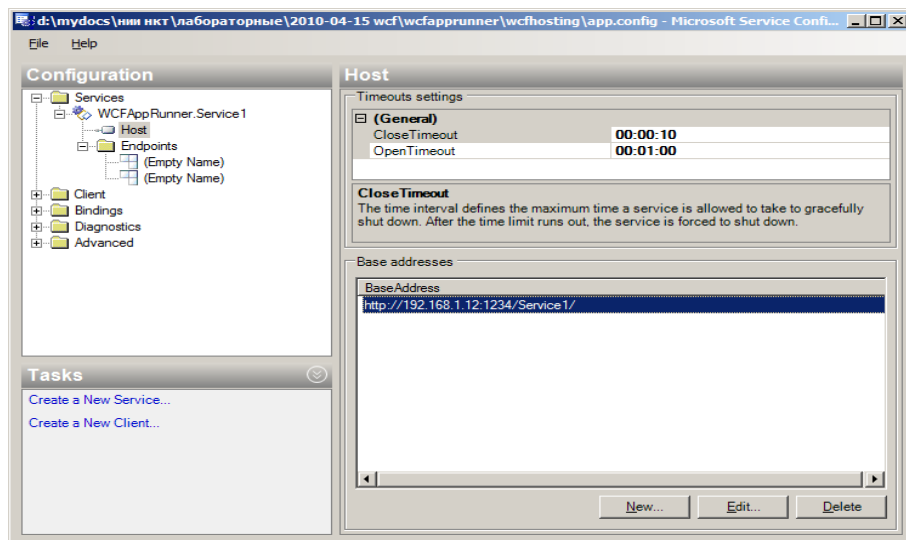 d:\mydocs\нии нкт\лабораторные\2010-04-15 wcf\wcfapprunner\wcfhosting\app.config - Microsoft Service Confi...
File Help
Configuration
Services
WCFAppRunner.Service1
Host
Endpoints
(Empty Name)
(Empty Name)
Client
Bindings
Diagnostics
Advanced
Tasks
Create a New Service...
Create a New Client...
Host
Timeouts settings
(General)
CloseTimeout 00:00:10
OpenTimeout 00:01:00
CloseTimeout
The time interval defines the maximum time a service is allowed to take to gracefully
shut down. After the time limit runs out, the service is forced to shut down.
Base addresses
BaseAddress
http://192.168.1.12:1234/Service1/
New... Edit... Delete